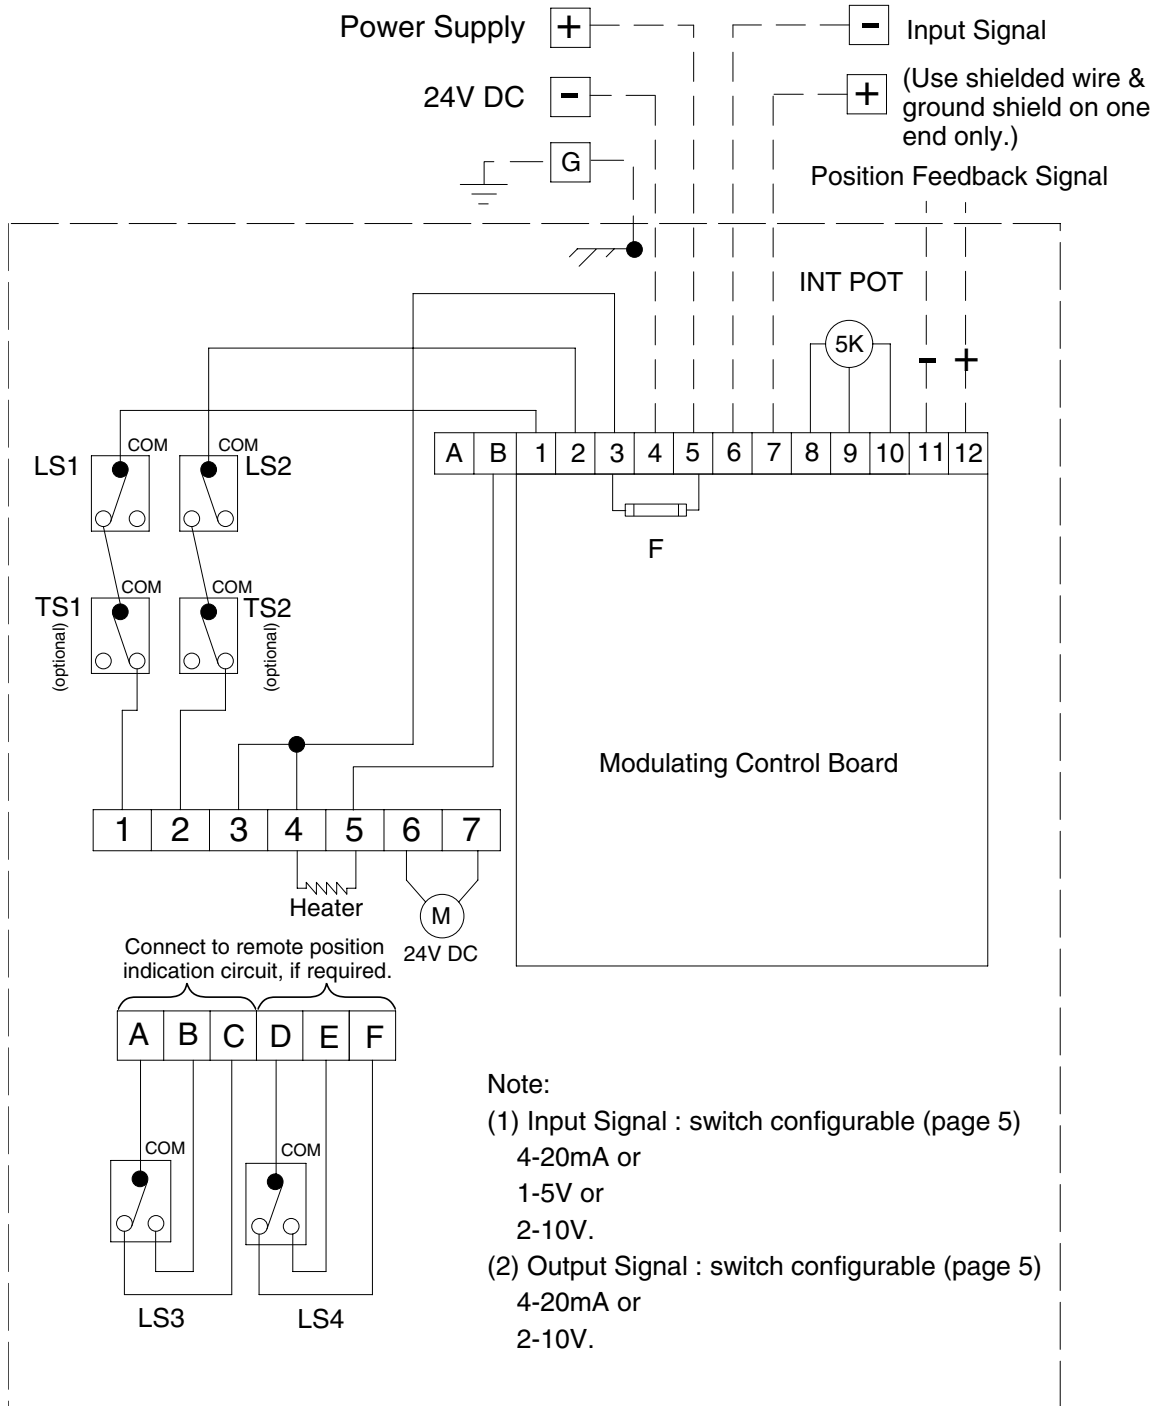 Power Supply + - Input Signal
24V DC - + (Use shielded wire &
ground shield on one
end only.)
G
Position Feedback Signal
INT POT
5K
- +
COM COM
LS1 LS2
A B 1 2 3 4 5 6 7 8 9 10 11 12
F
COM COM
TS1 TS2
(optional) (optional)
Modulating Control Board
1 2 3 4 5 6 7
Heater
M
24V DC
Connect to remote position
indication circuit, if required.
A B C D E F
COM COM
LS3 LS4
Note:
(1) Input Signal : switch configurable (page 5)
4-20mA or
1-5V or
2-10V.
(2) Output Signal : switch configurable (page 5)
4-20mA or
2-10V.